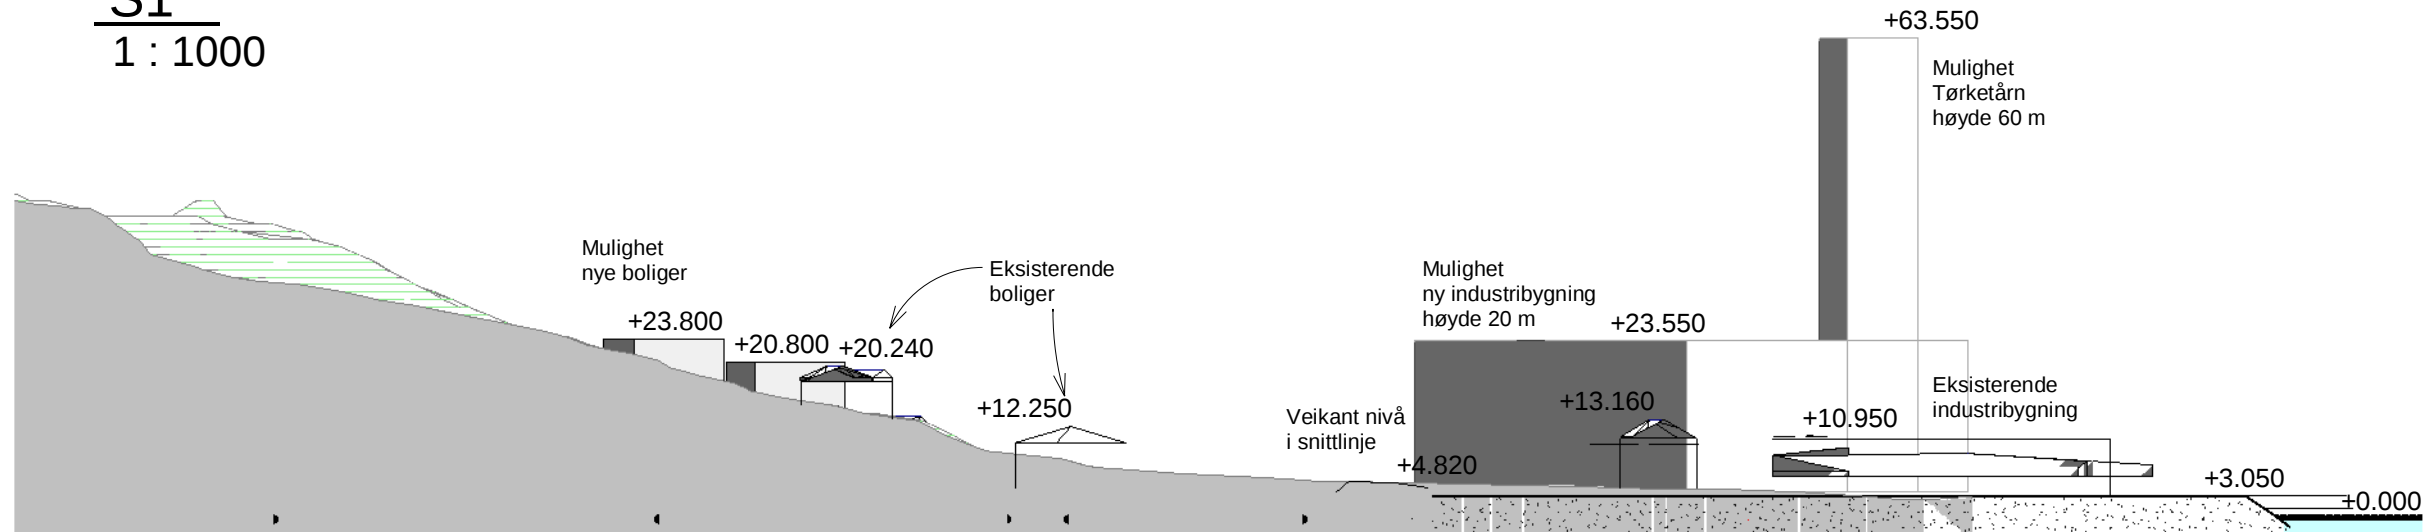 S1
1 : 1000
+63.550
Mulighet
Tørketårn
høyde 60 m
Mulighet
nye boliger
Eksisterende
boliger
Mulighet
ny industribygning
høyde 20 m
+23.800
+20.800
+20.240
+23.550
+12.250
+13.160
Eksisterende
industribygning
+10.950
Veikant nivå
i snittlinje
+4.820
+3.050
+0.000